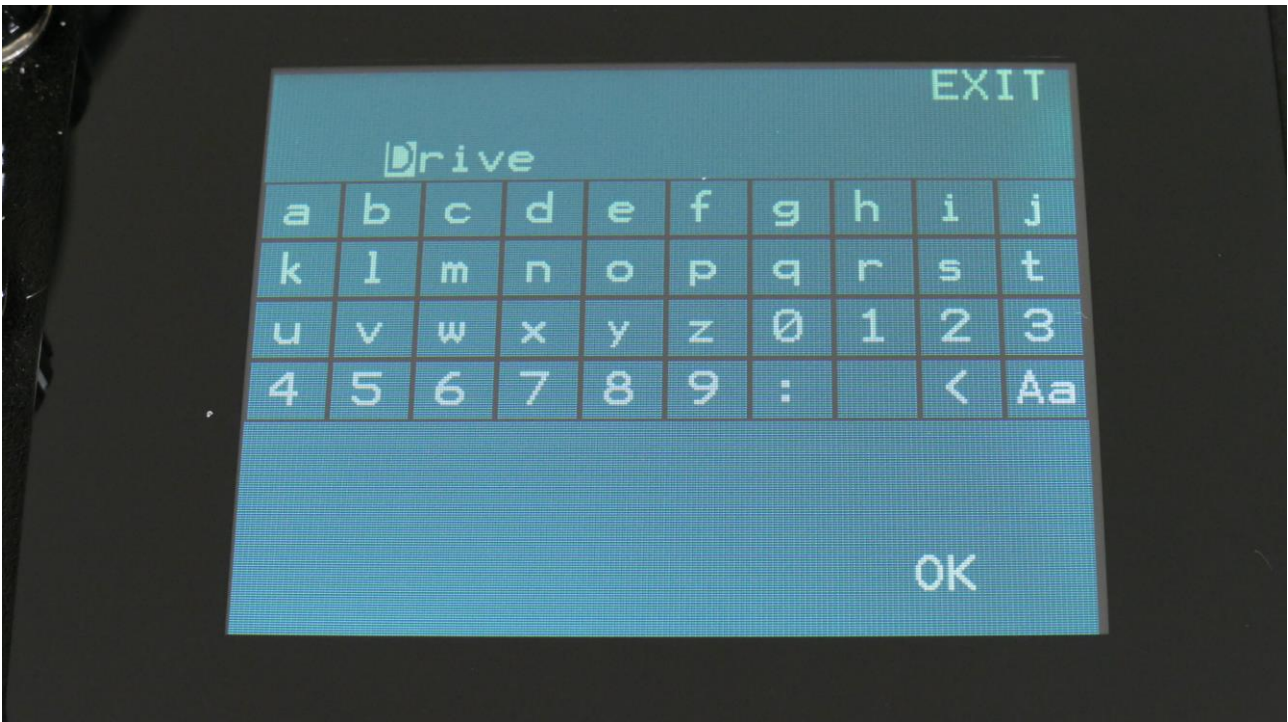 EXIT
Drive
a b c d e f g h i j
k l m n o p q r s t
u v w x y z 0 1 2 3
4 5 6 7 8 9 : < Aa
OK